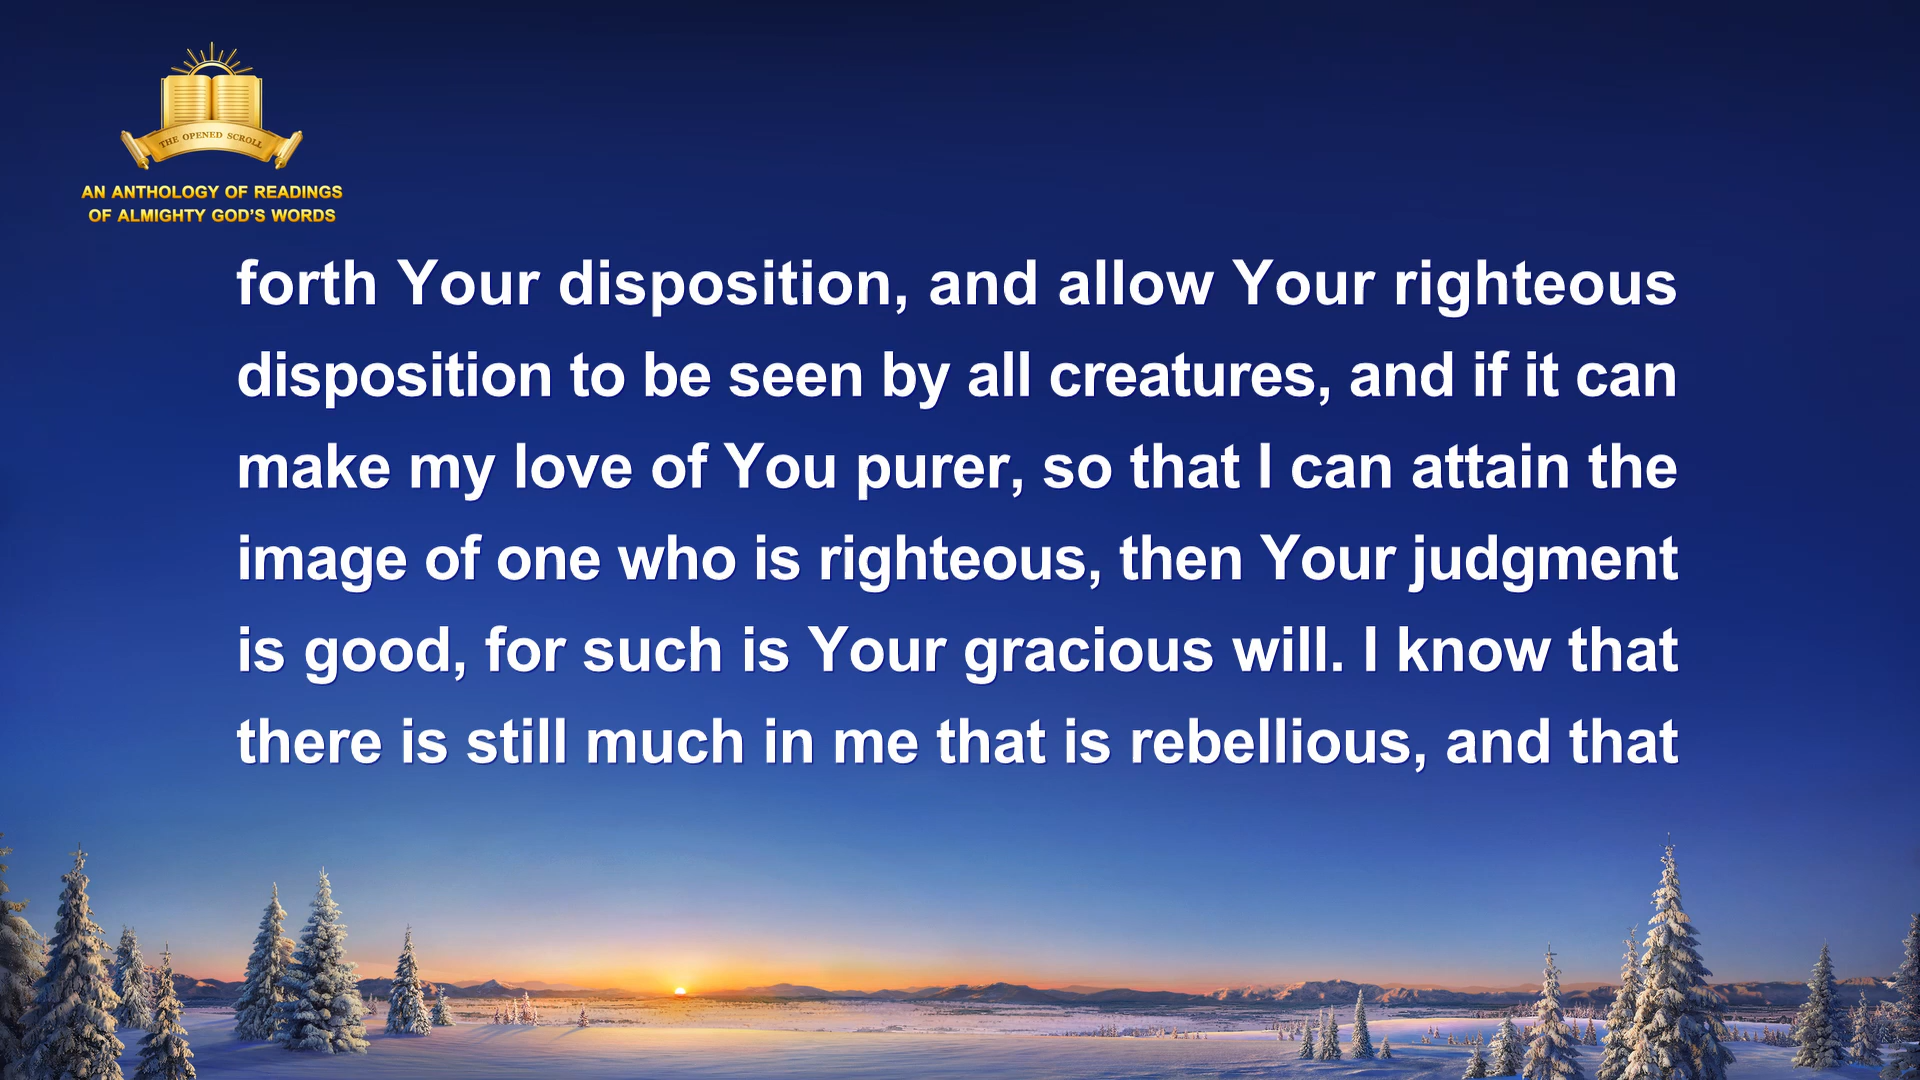 THE OPENED SCROLL
AN ANTHOLOGY OF READINGS
OF ALMIGHTY GOD'S WORDS
forth Your disposition, and allow Your righteous
disposition to be seen by all creatures, and if it can
make my love of You purer, so that I can attain the
image of one who is righteous, then Your judgment
is good, for such is Your gracious will. I know that
there is still much in me that is rebellious, and that